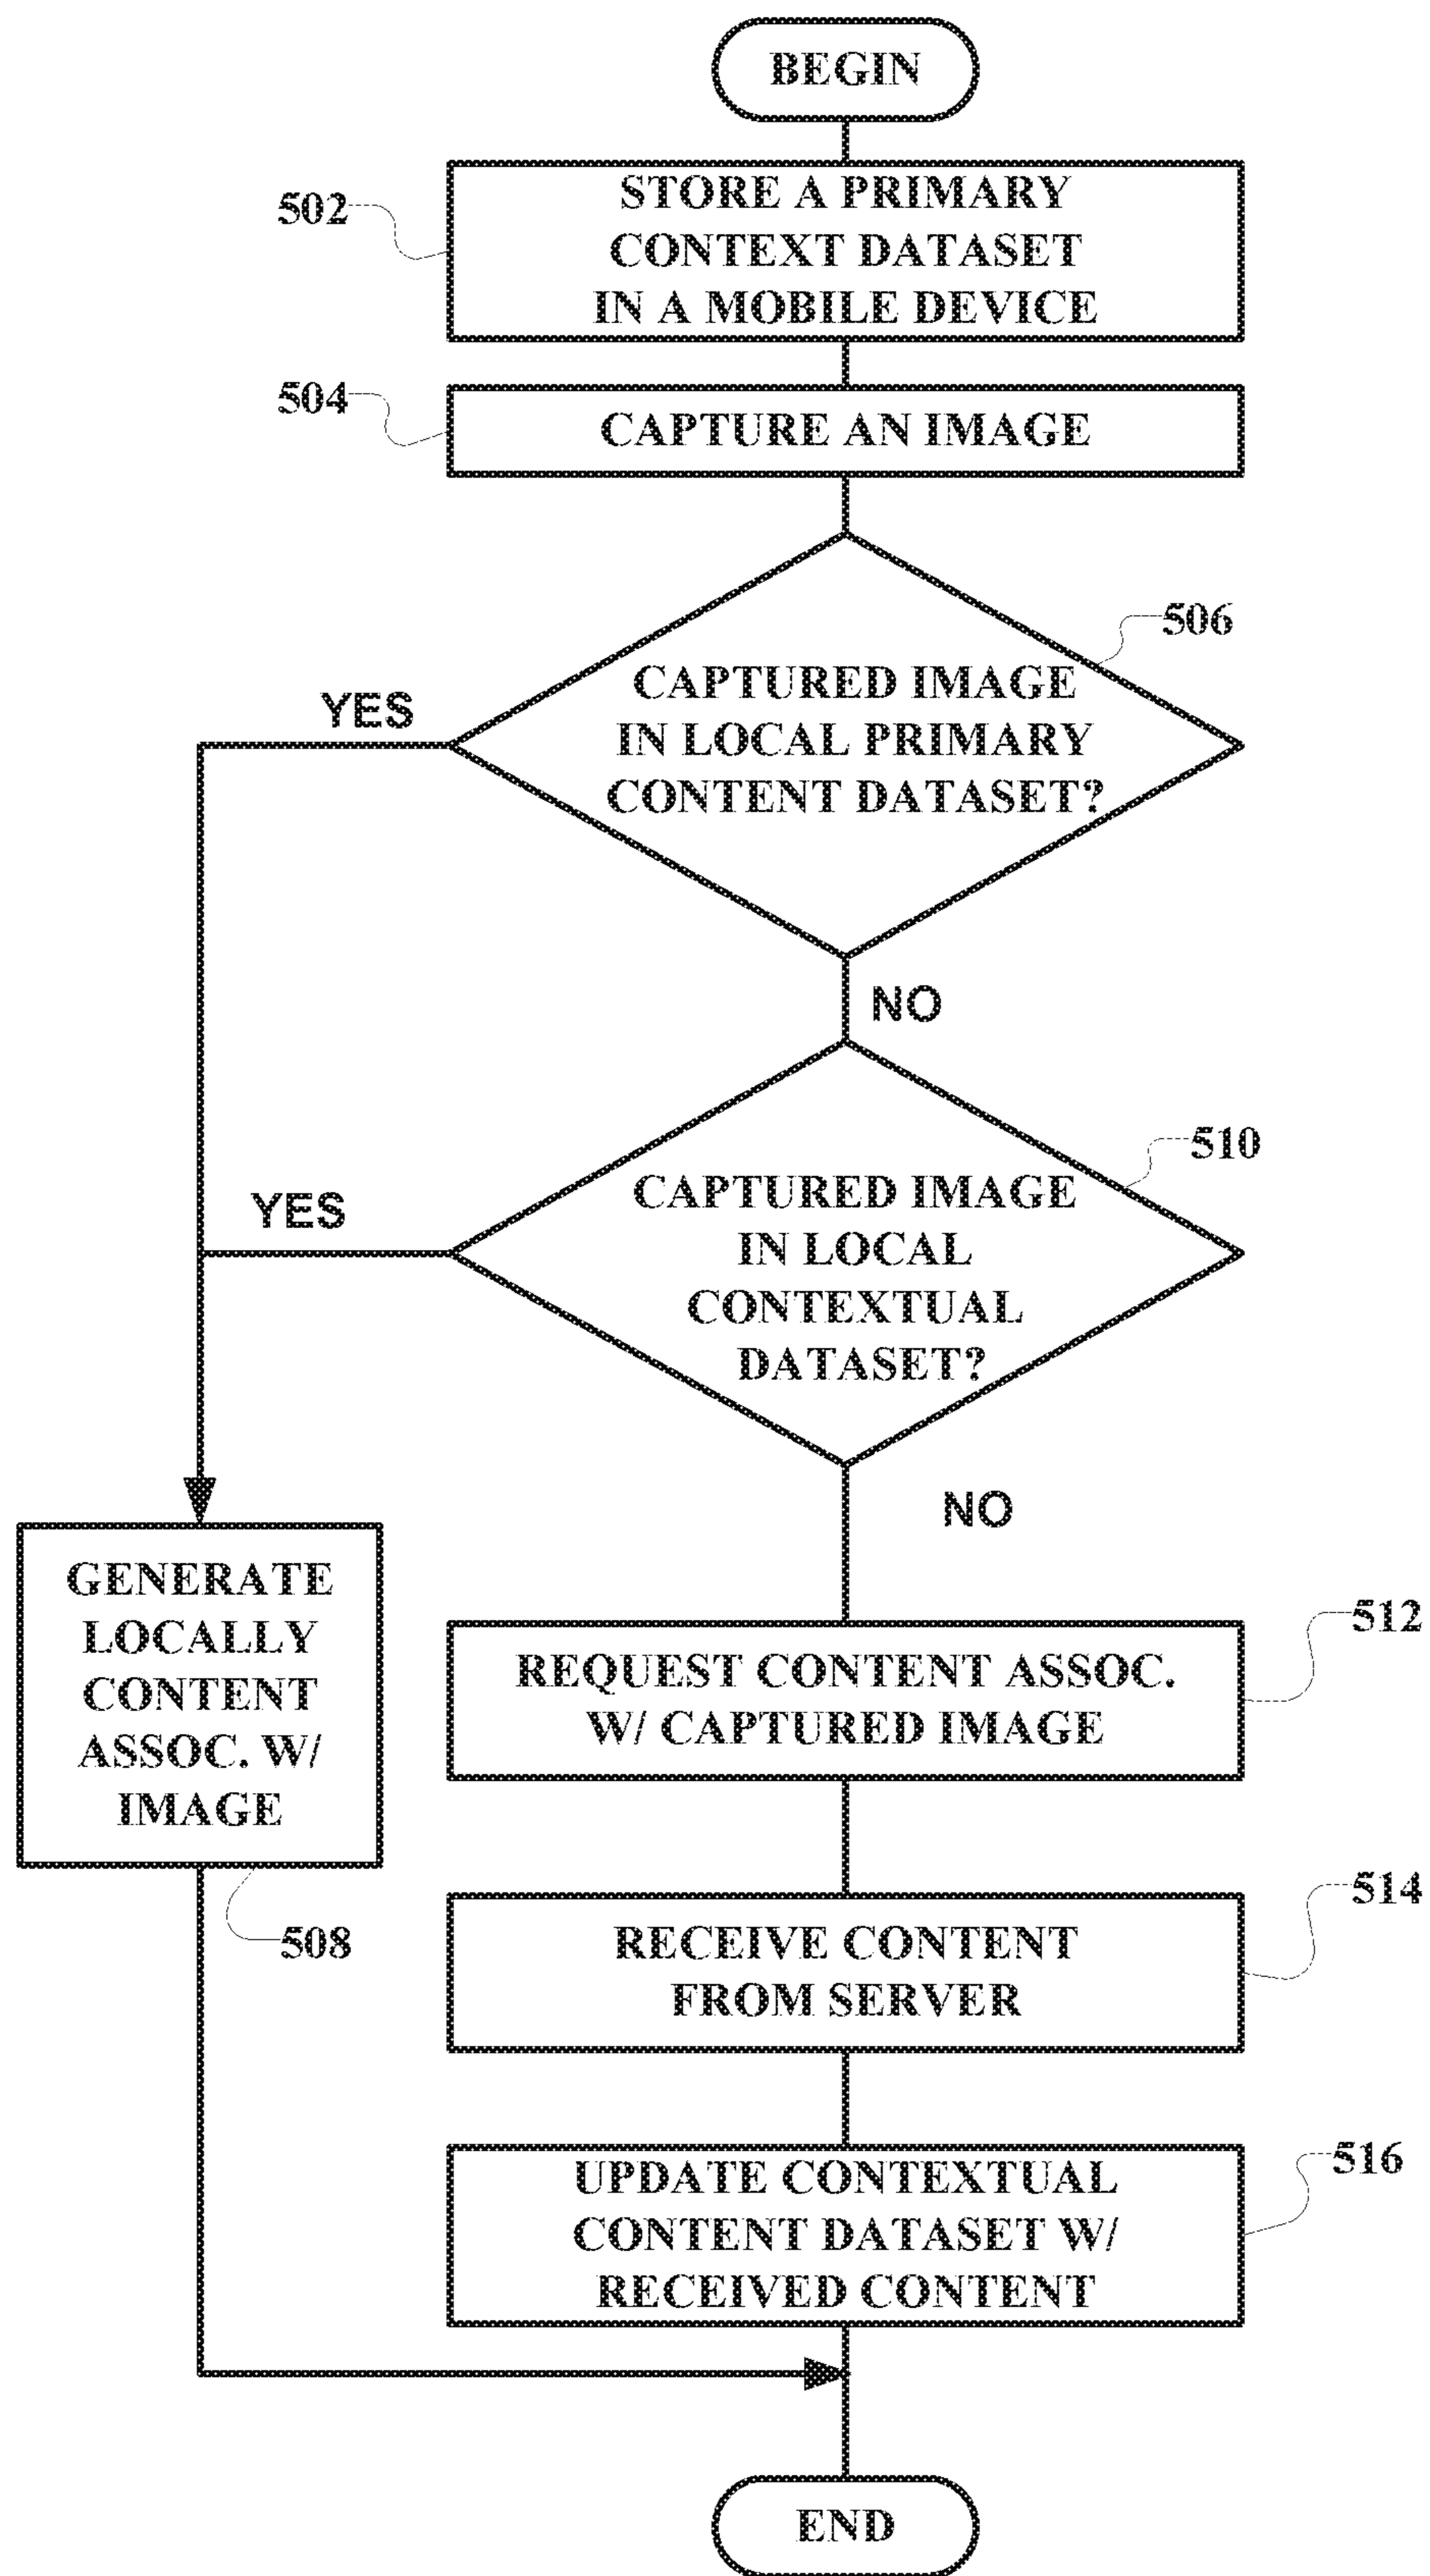 BEGIN
502
STORE A PRIMARY
CONTEXT DATASET
IN A MOBILE DEVICE
504
CAPTURE AN IMAGE
506
CAPTURED IMAGE
IN LOCAL PRIMARY
CONTENT DATASET?
YES
NO
510
CAPTURED IMAGE
IN LOCAL
CONTEXTUAL
DATASET?
YES
NO
GENERATE
LOCALLY
CONTENT
ASSOC. W/
IMAGE
508
512
REQUEST CONTENT ASSOC.
W/ CAPTURED IMAGE
514
RECEIVE CONTENT
FROM SERVER
516
UPDATE CONTEXTUAL
CONTENT DATASET W/
RECEIVED CONTENT
END